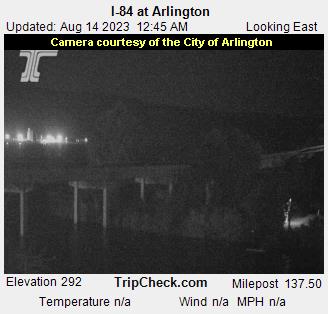 I-84 at Arlington
Updated: Aug 14 2023 12:45 AM Looking East
Camera courtesy of the City of Arlington
Elevation 292 TripCheck.com Milepost 137.50
Temperature n/a Wind n/a MPH n/a